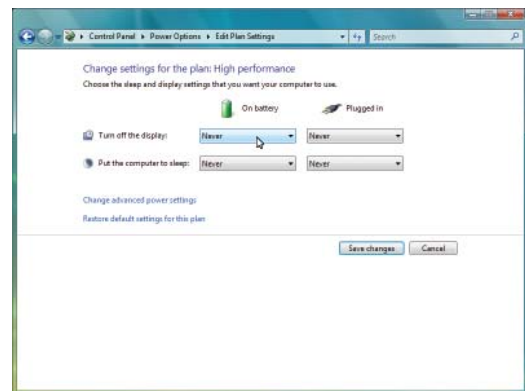 Control Panel ▸ Power Options ▸ Edit Plan Settings Search
Change settings for the plan: High performance
Choose the sleep and display settings that you want your computer to use.
On battery Plugged in
Turn off the display: Never Never
Put the computer to sleep: Never Never
Change advanced power settings
Restore default settings for this plan
Save changes Cancel